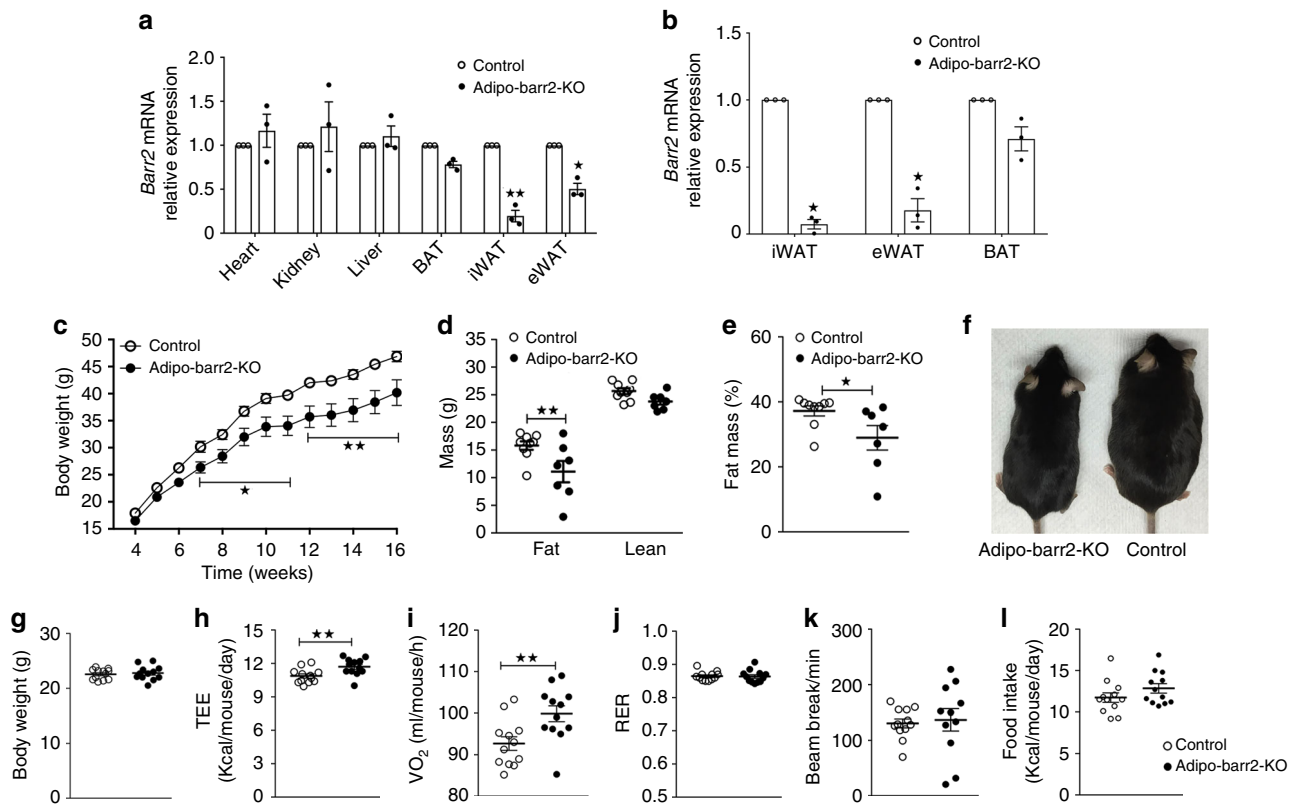 a
Barr2 mRNA
relative expression
2.0
1.5
1.0
0.5
0
Control
Adipo-barr2-KO
★★
★
Heart
Kidney
Liver
BAT
iWAT
eWAT
b
Barr2 mRNA
relative expression
1.5
1.0
0.5
0
Control
Adipo-barr2-KO
★
★
iWAT
eWAT
BAT
c
Body weight (g)
50
45
40
35
30
25
20
15
Control
Adipo-barr2-KO
★★
★
4 6 8 10 12 14 16
Time (weeks)
d
Mass (g)
35
30
25
20
15
10
5
0
Control
Adipo-barr2-KO
★★
Fat
Lean
e
Fat mass (%)
60
40
20
0
Control
Adipo-barr2-KO
★
f
Adipo-barr2-KO
Control
g
Body weight (g)
30
20
10
0
h
TEE
(Kcal/mouse/day)
15
12
9
6
3
0
★★
i
VO2 (ml/mouse/h)
120
110
100
90
80
★★
j
RER
1.0
0.9
0.8
0.7
0.6
0.5
k
Beam break/min
300
200
100
0
l
Food intake
(Kcal/mouse/day)
20
15
10
5
0
Control
Adipo-barr2-KO